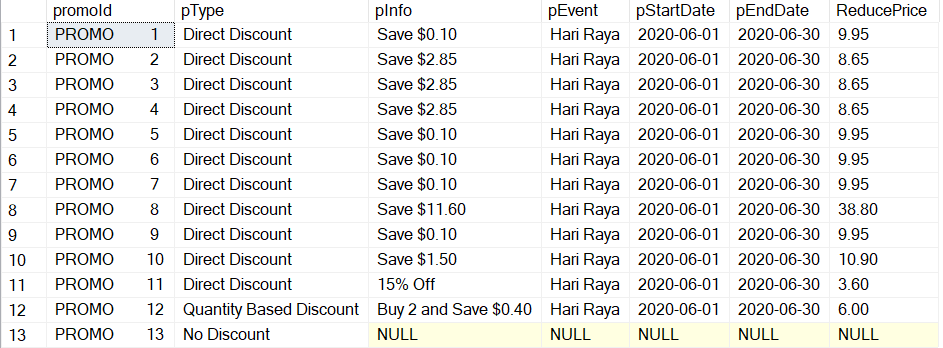 promoId pType pInfo pEvent pStartDate pEndDate ReducePrice
1 PROMO 1 Direct Discount Save $0.10 Hari Raya 2020-06-01 2020-06-30 9.95
2 PROMO 2 Direct Discount Save $2.85 Hari Raya 2020-06-01 2020-06-30 8.65
3 PROMO 3 Direct Discount Save $2.85 Hari Raya 2020-06-01 2020-06-30 8.65
4 PROMO 4 Direct Discount Save $2.85 Hari Raya 2020-06-01 2020-06-30 8.65
5 PROMO 5 Direct Discount Save $0.10 Hari Raya 2020-06-01 2020-06-30 9.95
6 PROMO 6 Direct Discount Save $0.10 Hari Raya 2020-06-01 2020-06-30 9.95
7 PROMO 7 Direct Discount Save $0.10 Hari Raya 2020-06-01 2020-06-30 9.95
8 PROMO 8 Direct Discount Save $11.60 Hari Raya 2020-06-01 2020-06-30 38.80
9 PROMO 9 Direct Discount Save $0.10 Hari Raya 2020-06-01 2020-06-30 9.95
10 PROMO 10 Direct Discount Save $1.50 Hari Raya 2020-06-01 2020-06-30 10.90
11 PROMO 11 Direct Discount 15% Off Hari Raya 2020-06-01 2020-06-30 3.60
12 PROMO 12 Quantity Based Discount Buy 2 and Save $0.40 Hari Raya 2020-06-01 2020-06-30 6.00
13 PROMO 13 No Discount NULL NULL NULL NULL NULL